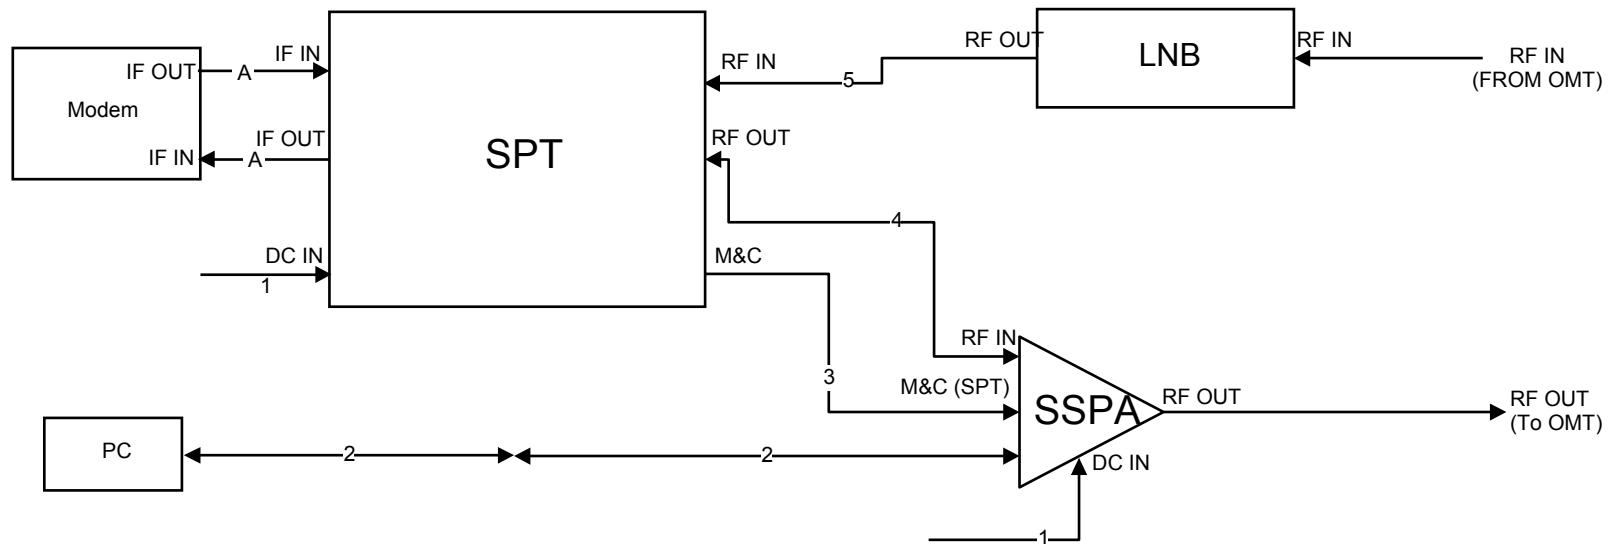 IF OUT
A
IF IN
Modem
IF IN
A
IF OUT
SPT
DC IN
1
RF IN
5
RF OUT
LNB
RF IN
RF IN
(FROM OMT)
RF OUT
4
M&C
3
RF IN
M&C (SPT)
SSPA
RF OUT
RF OUT
(To OMT)
DC IN
1
PC
2
2